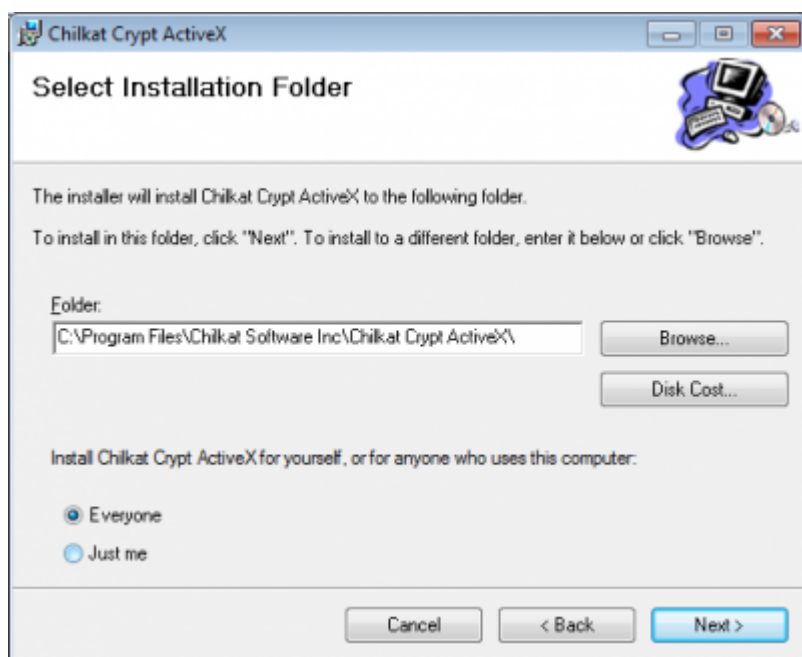 Chilkat Crypt ActiveX
Select Installation Folder
The installer will install Chilkat Crypt ActiveX to the following folder.
To install in this folder, click "Next". To install to a different folder, enter it below or click "Browse".
Folder:
C:\Program Files\Chilkat Software Inc\Chilkat Crypt ActiveX\
Browse...
Disk Cost...
Install Chilkat Crypt ActiveX for yourself, or for anyone who uses this computer:
Everyone
Just me
Cancel
< Back
Next >